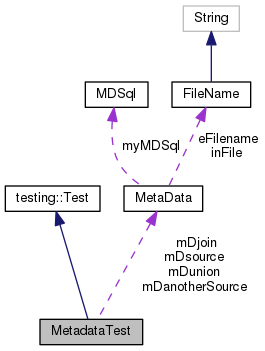 String
MDSql
FileName
myMDSql
eFilename
inFile
testing::Test
MetaData
mDjoin
mDsource
mDunion
mDanotherSource
MetadataTest